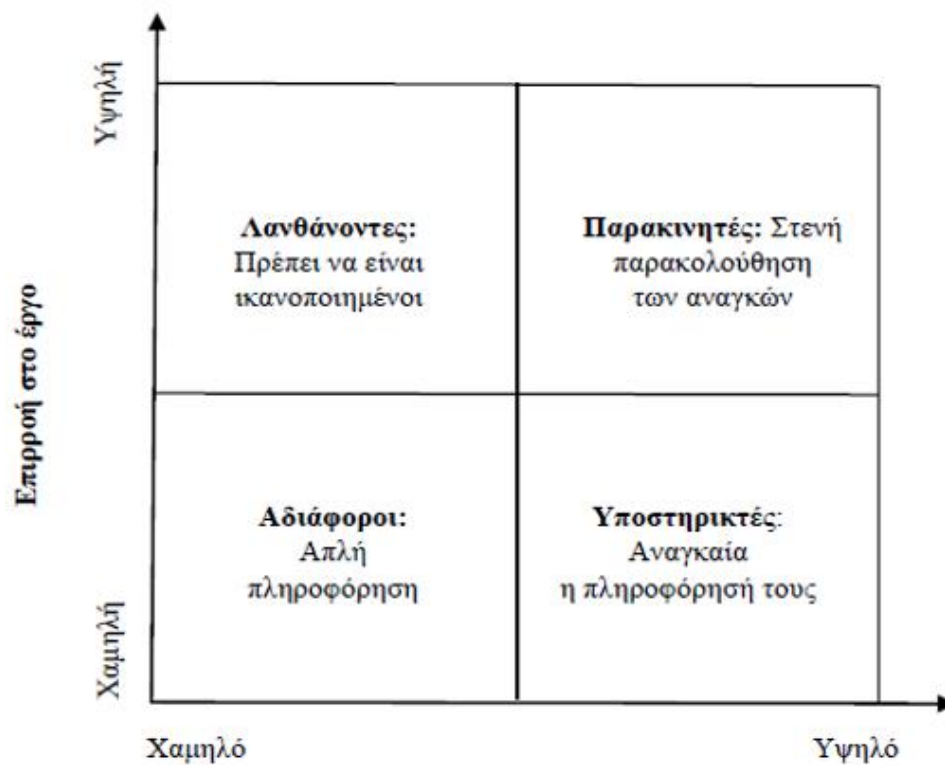 Υψηλή
Λανθάνοντες:
Πρέπει να είναι
ικανοποιημένοι
Παρακινητές: Στενή
παρακολούθηση
των αναγκών
Επιρροή στο έργο
Αδιάφοροι:
Απλή
πληροφόρηση
Υποστηρικτές:
Αναγκαία
η πληροφόρησή τους
Χαμηλή
Χαμηλό
Υψηλό